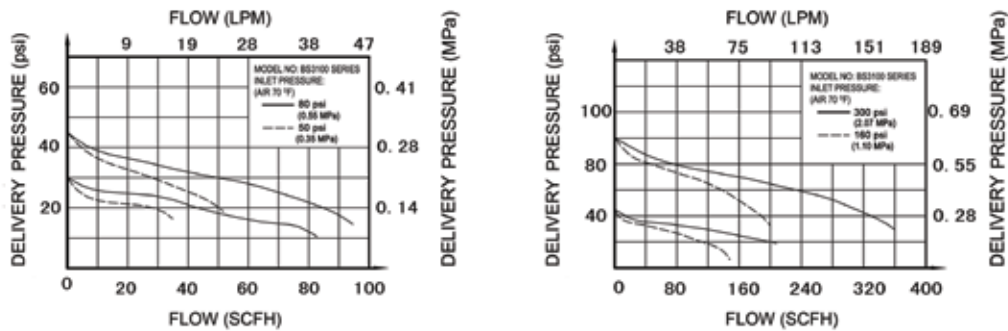 FLOW (LPM)
9 19 28 38 47
DELIVERY PRESSURE (psi)
60
40
20
MODEL NO: BS3100 SERIES
INLET PRESSURE:
(AIR 70 ºF)
80 psi
(0.55 MPa)
50 psi
(0.35 MPa)
0. 41
0. 28
0. 14
DELIVERY PRESSURE (MPa)
0 20 40 60 80 100
FLOW (SCFH)
FLOW (LPM)
38 75 113 151 189
DELIVERY PRESSURE (psi)
100
80
40
MODEL NO: BS3100 SERIES
INLET PRESSURE:
(AIR 70 ºF)
300 psi
(2.07 MPa)
160 psi
(1.10 MPa)
0. 69
0. 55
0. 28
DELIVERY PRESSURE (MPa)
0 80 160 240 320 400
FLOW (SCFH)